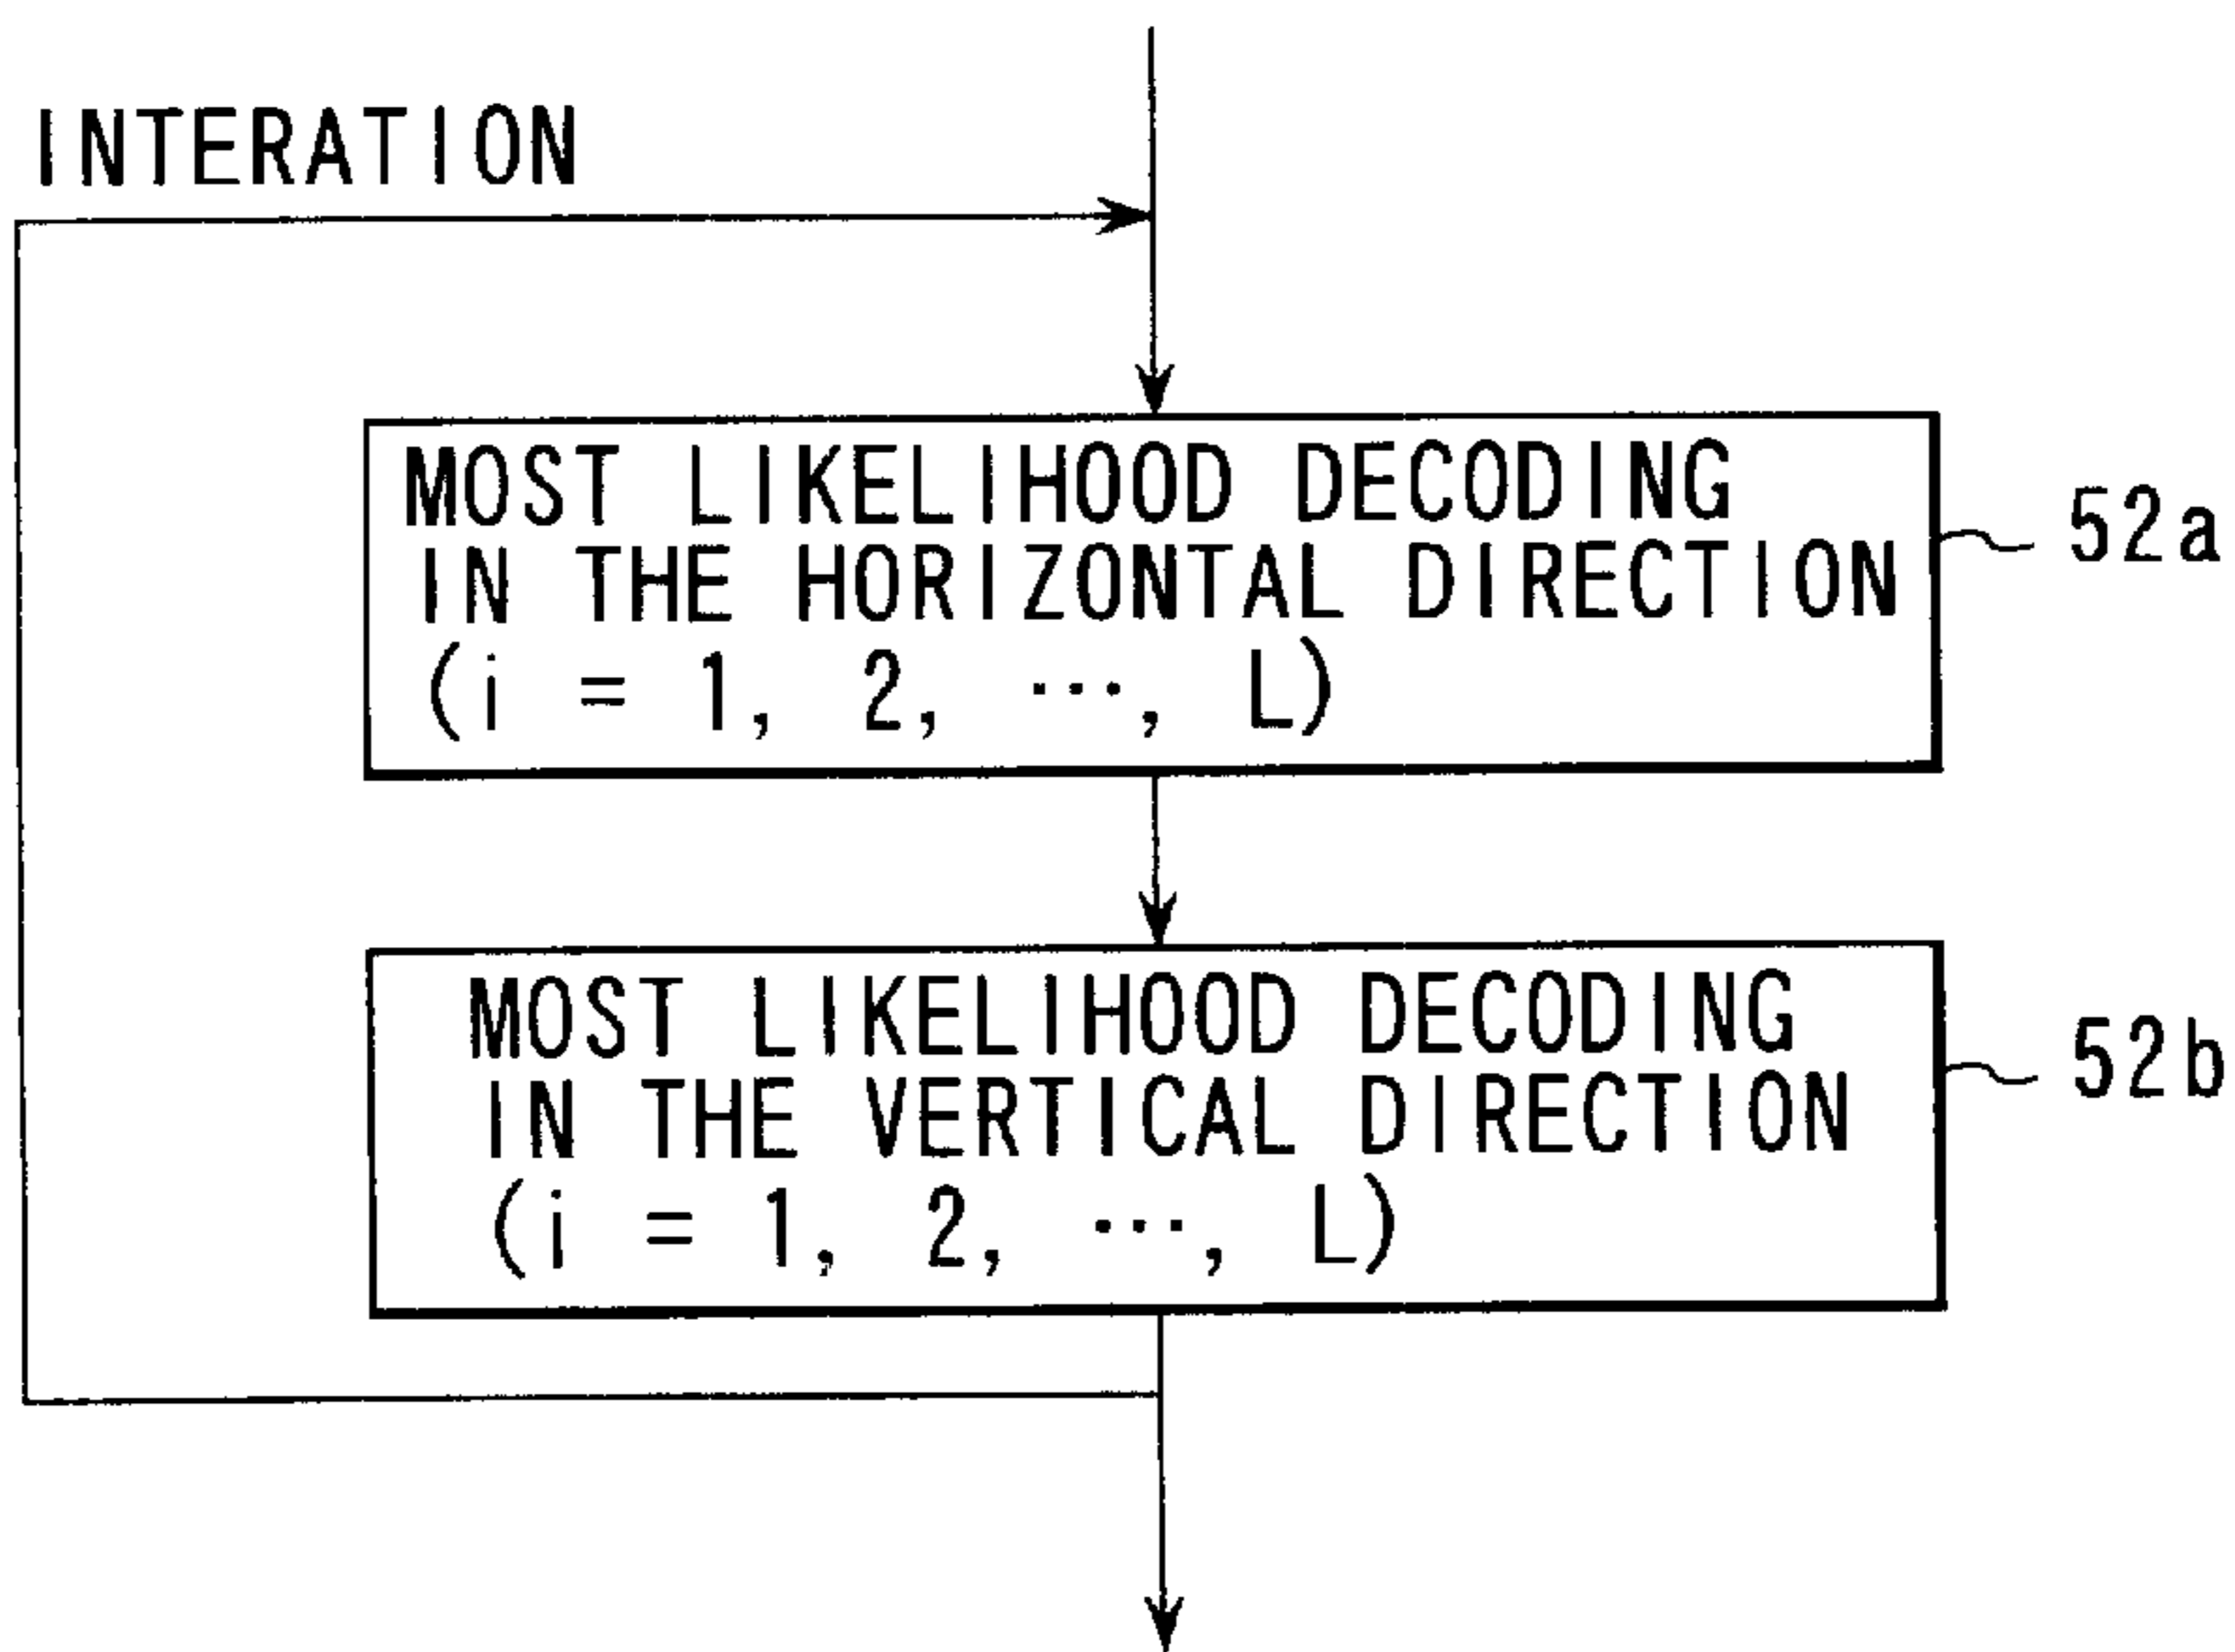 INTERATION
MOST LIKELIHOOD DECODING
IN THE HORIZONTAL DIRECTION
(i = 1, 2, ···, L)
52a
MOST LIKELIHOOD DECODING
IN THE VERTICAL DIRECTION
(i = 1, 2, ···, L)
52b